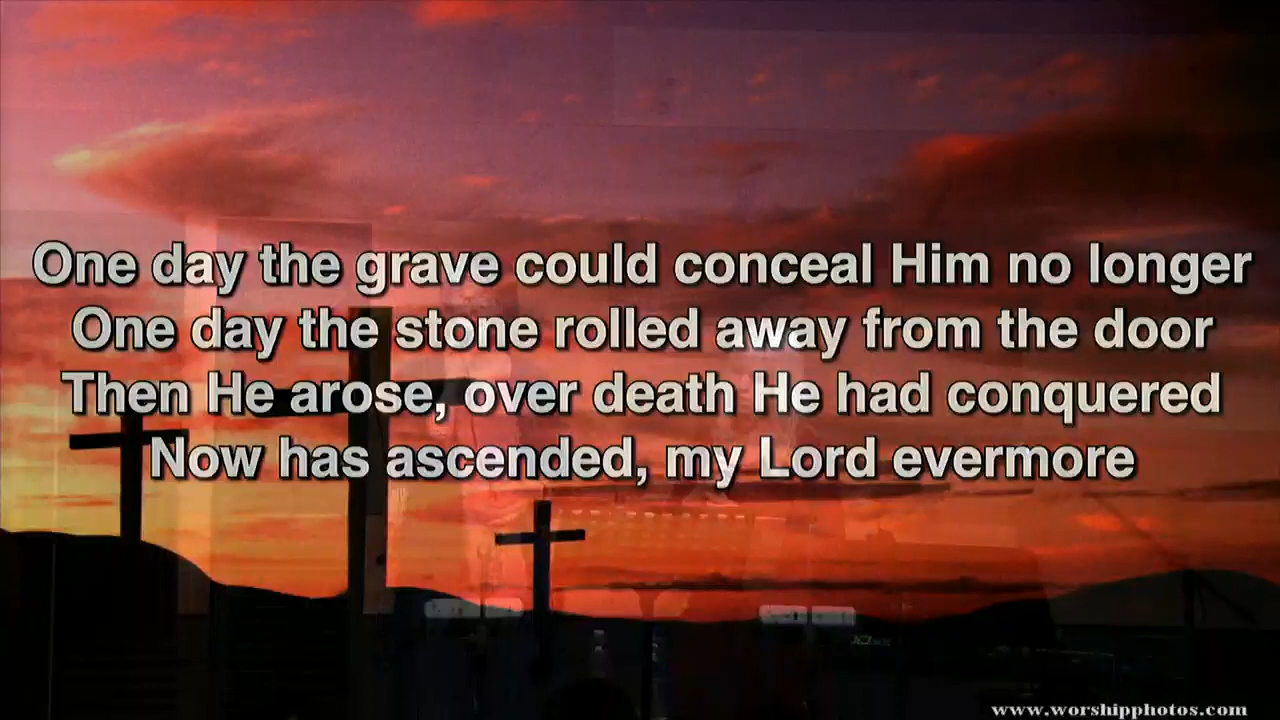 One day the grave could conceal Him no longer
One day the stone rolled away from the door
Then He arose, over death He had conquered
Now has ascended, my Lord evermore
www.worshipphotos.com